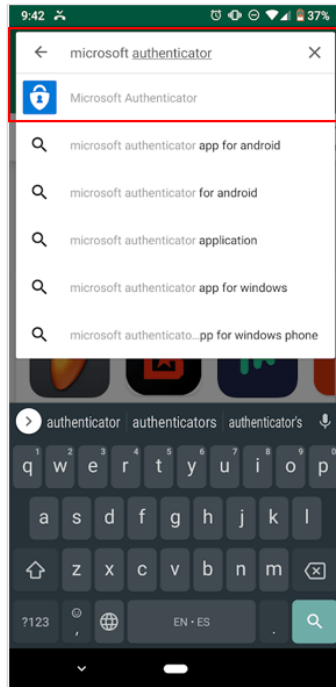 9:42 37%
microsoft authenticator
Microsoft Authenticator
microsoft authenticator app for android
microsoft authenticator for android
microsoft authenticator application
microsoft authenticator app for windows
microsoft authenticato...pp for windows phone
authenticator authenticators authenticator's
1 2 3 4 5 6 7 8 9 0
q w e r t y u i o p
a s d f g h j k l
z x c v b n m
?123 , EN • ES .